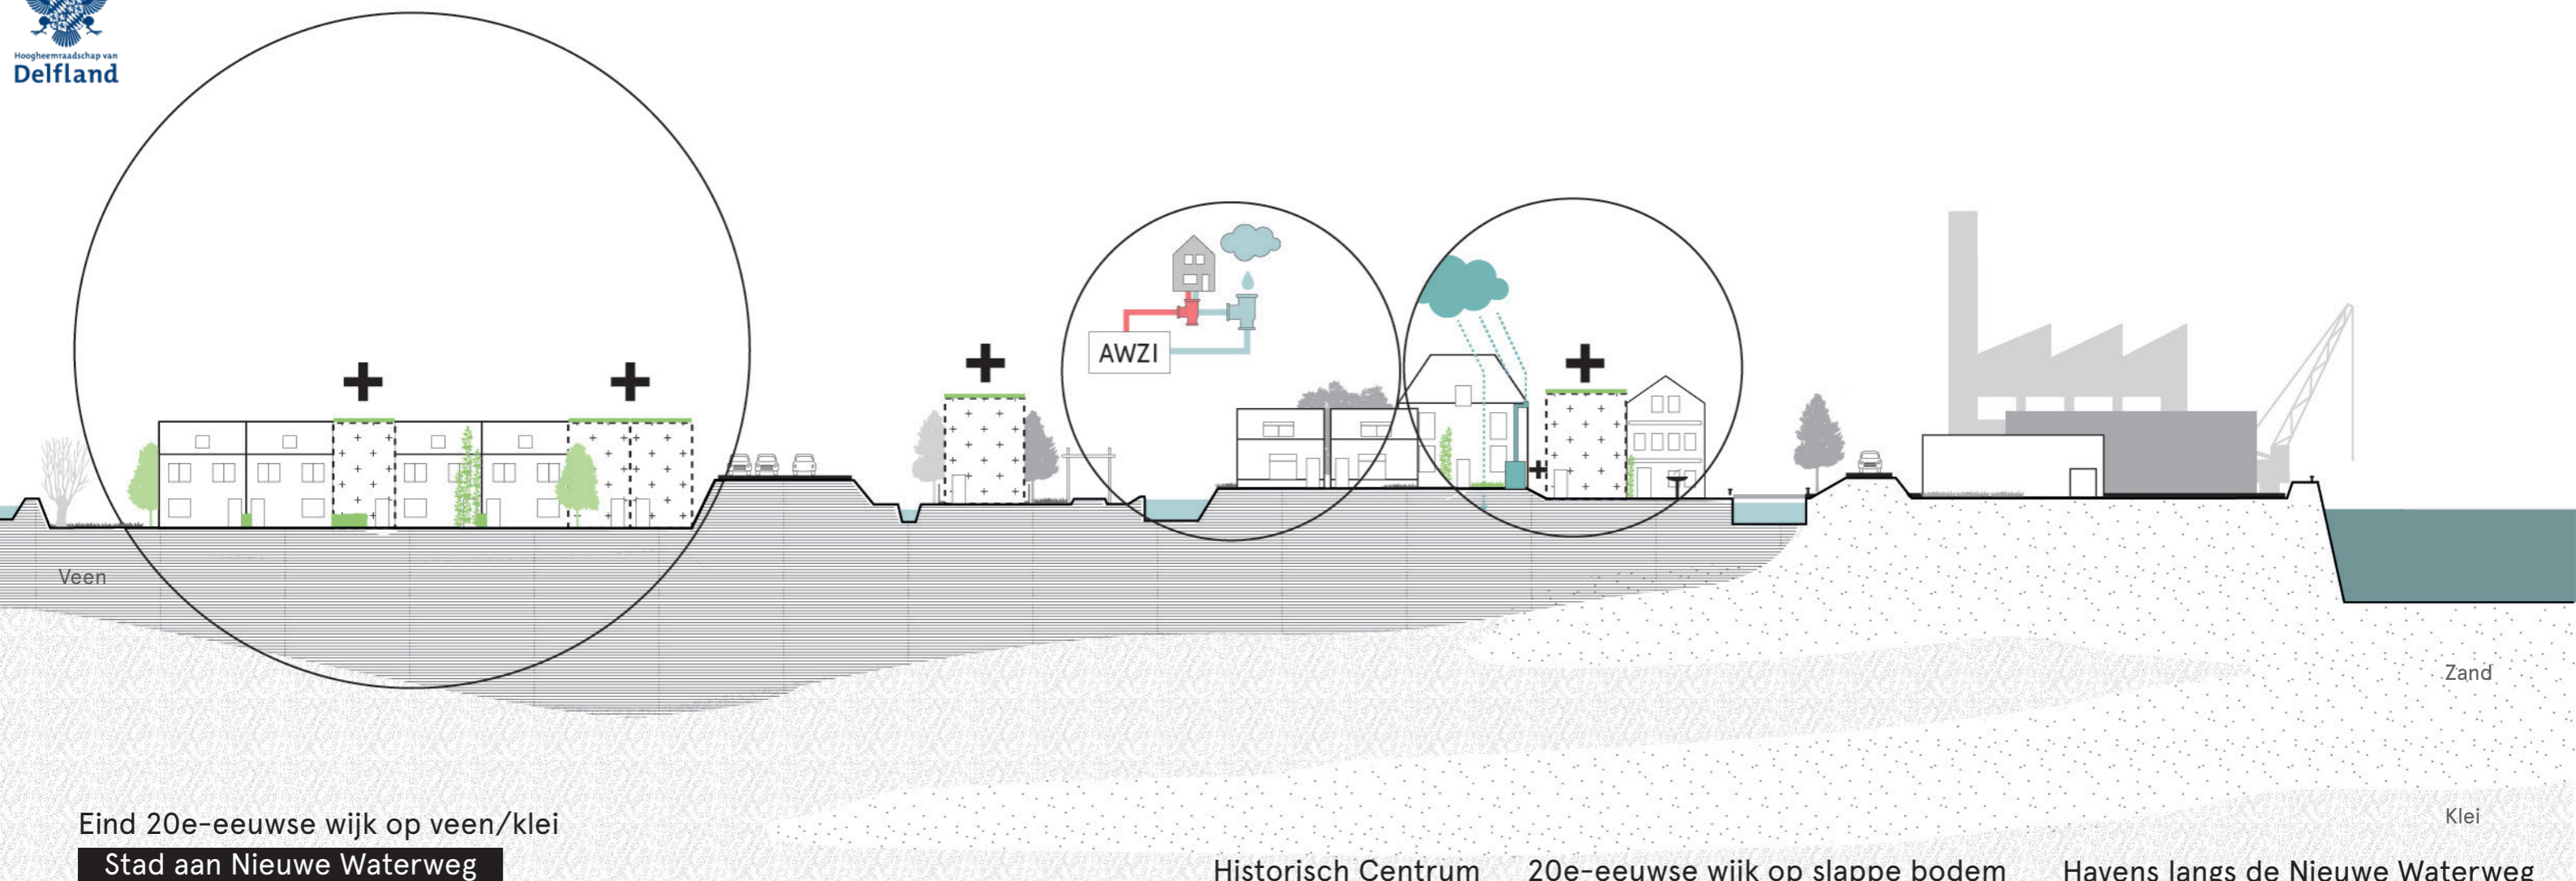 Hoogheemraadschap van
Delfland
AWZI
Veen
Zand
Klei
Eind 20e-eeuwse wijk op veen/klei
Stad aan Nieuwe Waterweg
Historisch Centrum
20e-eeuwse wijk op slappe bodem
Havens langs de Nieuwe Waterweg